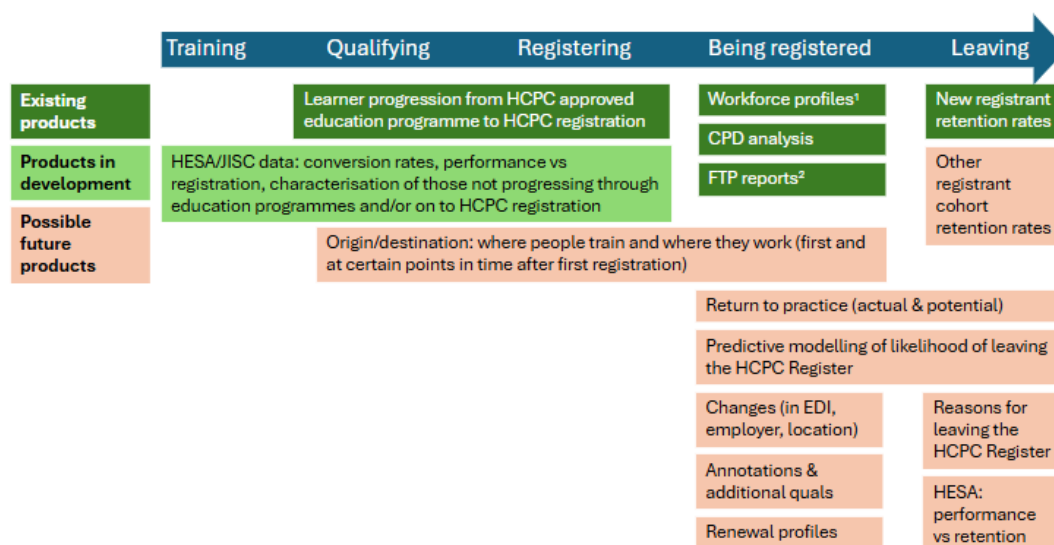 Training Qualifying Registering Being registered Leaving
Existing
products
Learner progression from HCPC approved
education programme to HCPC registration
Workforce profiles¹
CPD analysis
FTP reports²
New registrant
retention rates
Products in
development
HESA/JISC data: conversion rates, performance vs
registration, characterisation of those not progressing through
education programmes and/or on to HCPC registration
Other
registrant
cohort
retention rates
Possible
future
products
Origin/destination: where people train and where they work (first and
at certain points in time after first registration)
Return to practice (actual & potential)
Predictive modelling of likelihood of leaving
the HCPC Register
Changes (in EDI,
employer, location)
Reasons for
leaving the
HCPC Register
Annotations &
additional quals
HESA:
performance
vs retention
Renewal profiles